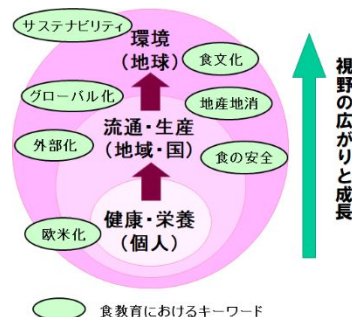 サステナビリティ
環境
(地球)
食文化
グローバル化
地産地消
流通・生産
(地域・国)
外部化
食の安全
健康・栄養
(個人)
欧米化
視野の広がりと成長
食教育におけるキーワード